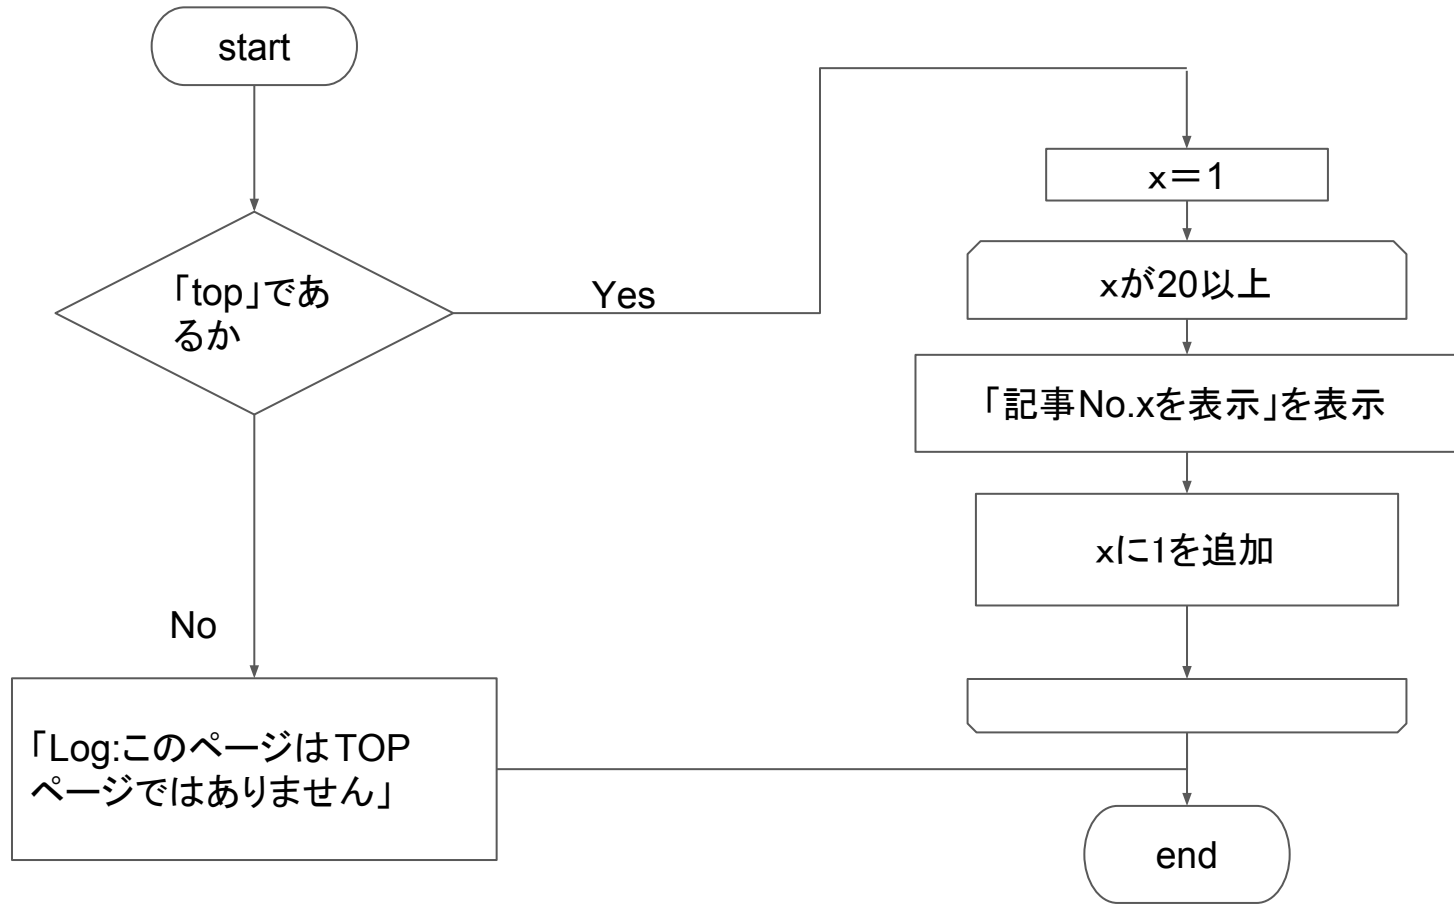 start
「top」であ
るか
Yes
No
「Log:このページはTOP
ページではありません」
x＝1
xが20以上
「記事No.xを表示」を表示
xに1を追加
end